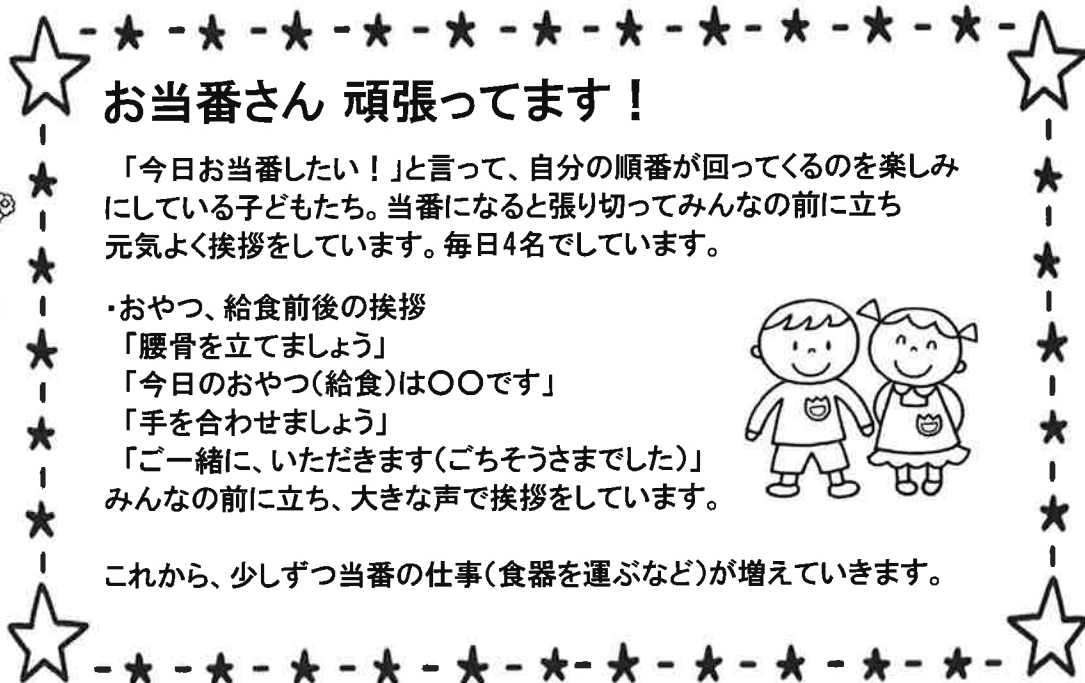 お当番さん 頑張ってます！
「今日お当番したい！」と言って、自分の順番が回ってくるのを楽しみ
にしている子どもたち。当番になると張り切ってみんなの前に立ち
元気よく挨拶をしています。毎日4名でしています。
・おやつ、給食前後の挨拶
「腰骨を立てましょう」
「今日のおやつ(給食)は〇〇です」
「手を合わせましょう」
「ご一緒に、いただきます(ごちそうさまでした)」
みんなの前に立ち、大きな声で挨拶をしています。
これから、少しずつ当番の仕事(食器を運ぶなど)が増えていきます。